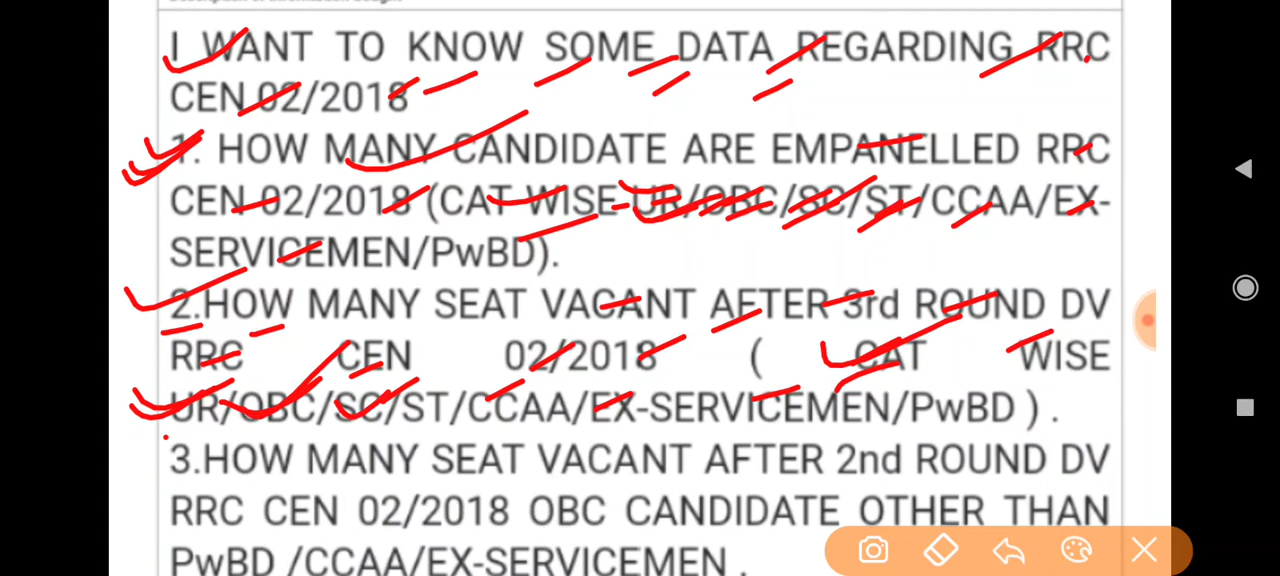 I WANT TO KNOW SOME DATA REGARDING RRC
CEN 02/2018
1. HOW MANY CANDIDATE ARE EMPANELLED RRC
CEN 02/2018 (CAT WISE UR/OBC/SC/ST/CCAA/EX-
SERVICEMEN/PwBD).
2.HOW MANY SEAT VACANT AFTER 3rd ROUND DV
RRC CEN 02/2018 ( CAT WISE
UR/OBC/SC/ST/CCAA/EX-SERVICEMEN/PwBD ) .
3.HOW MANY SEAT VACANT AFTER 2nd ROUND DV
RRC CEN 02/2018 OBC CANDIDATE OTHER THAN
PwBD /CCAA/EX-SERVICEMEN .